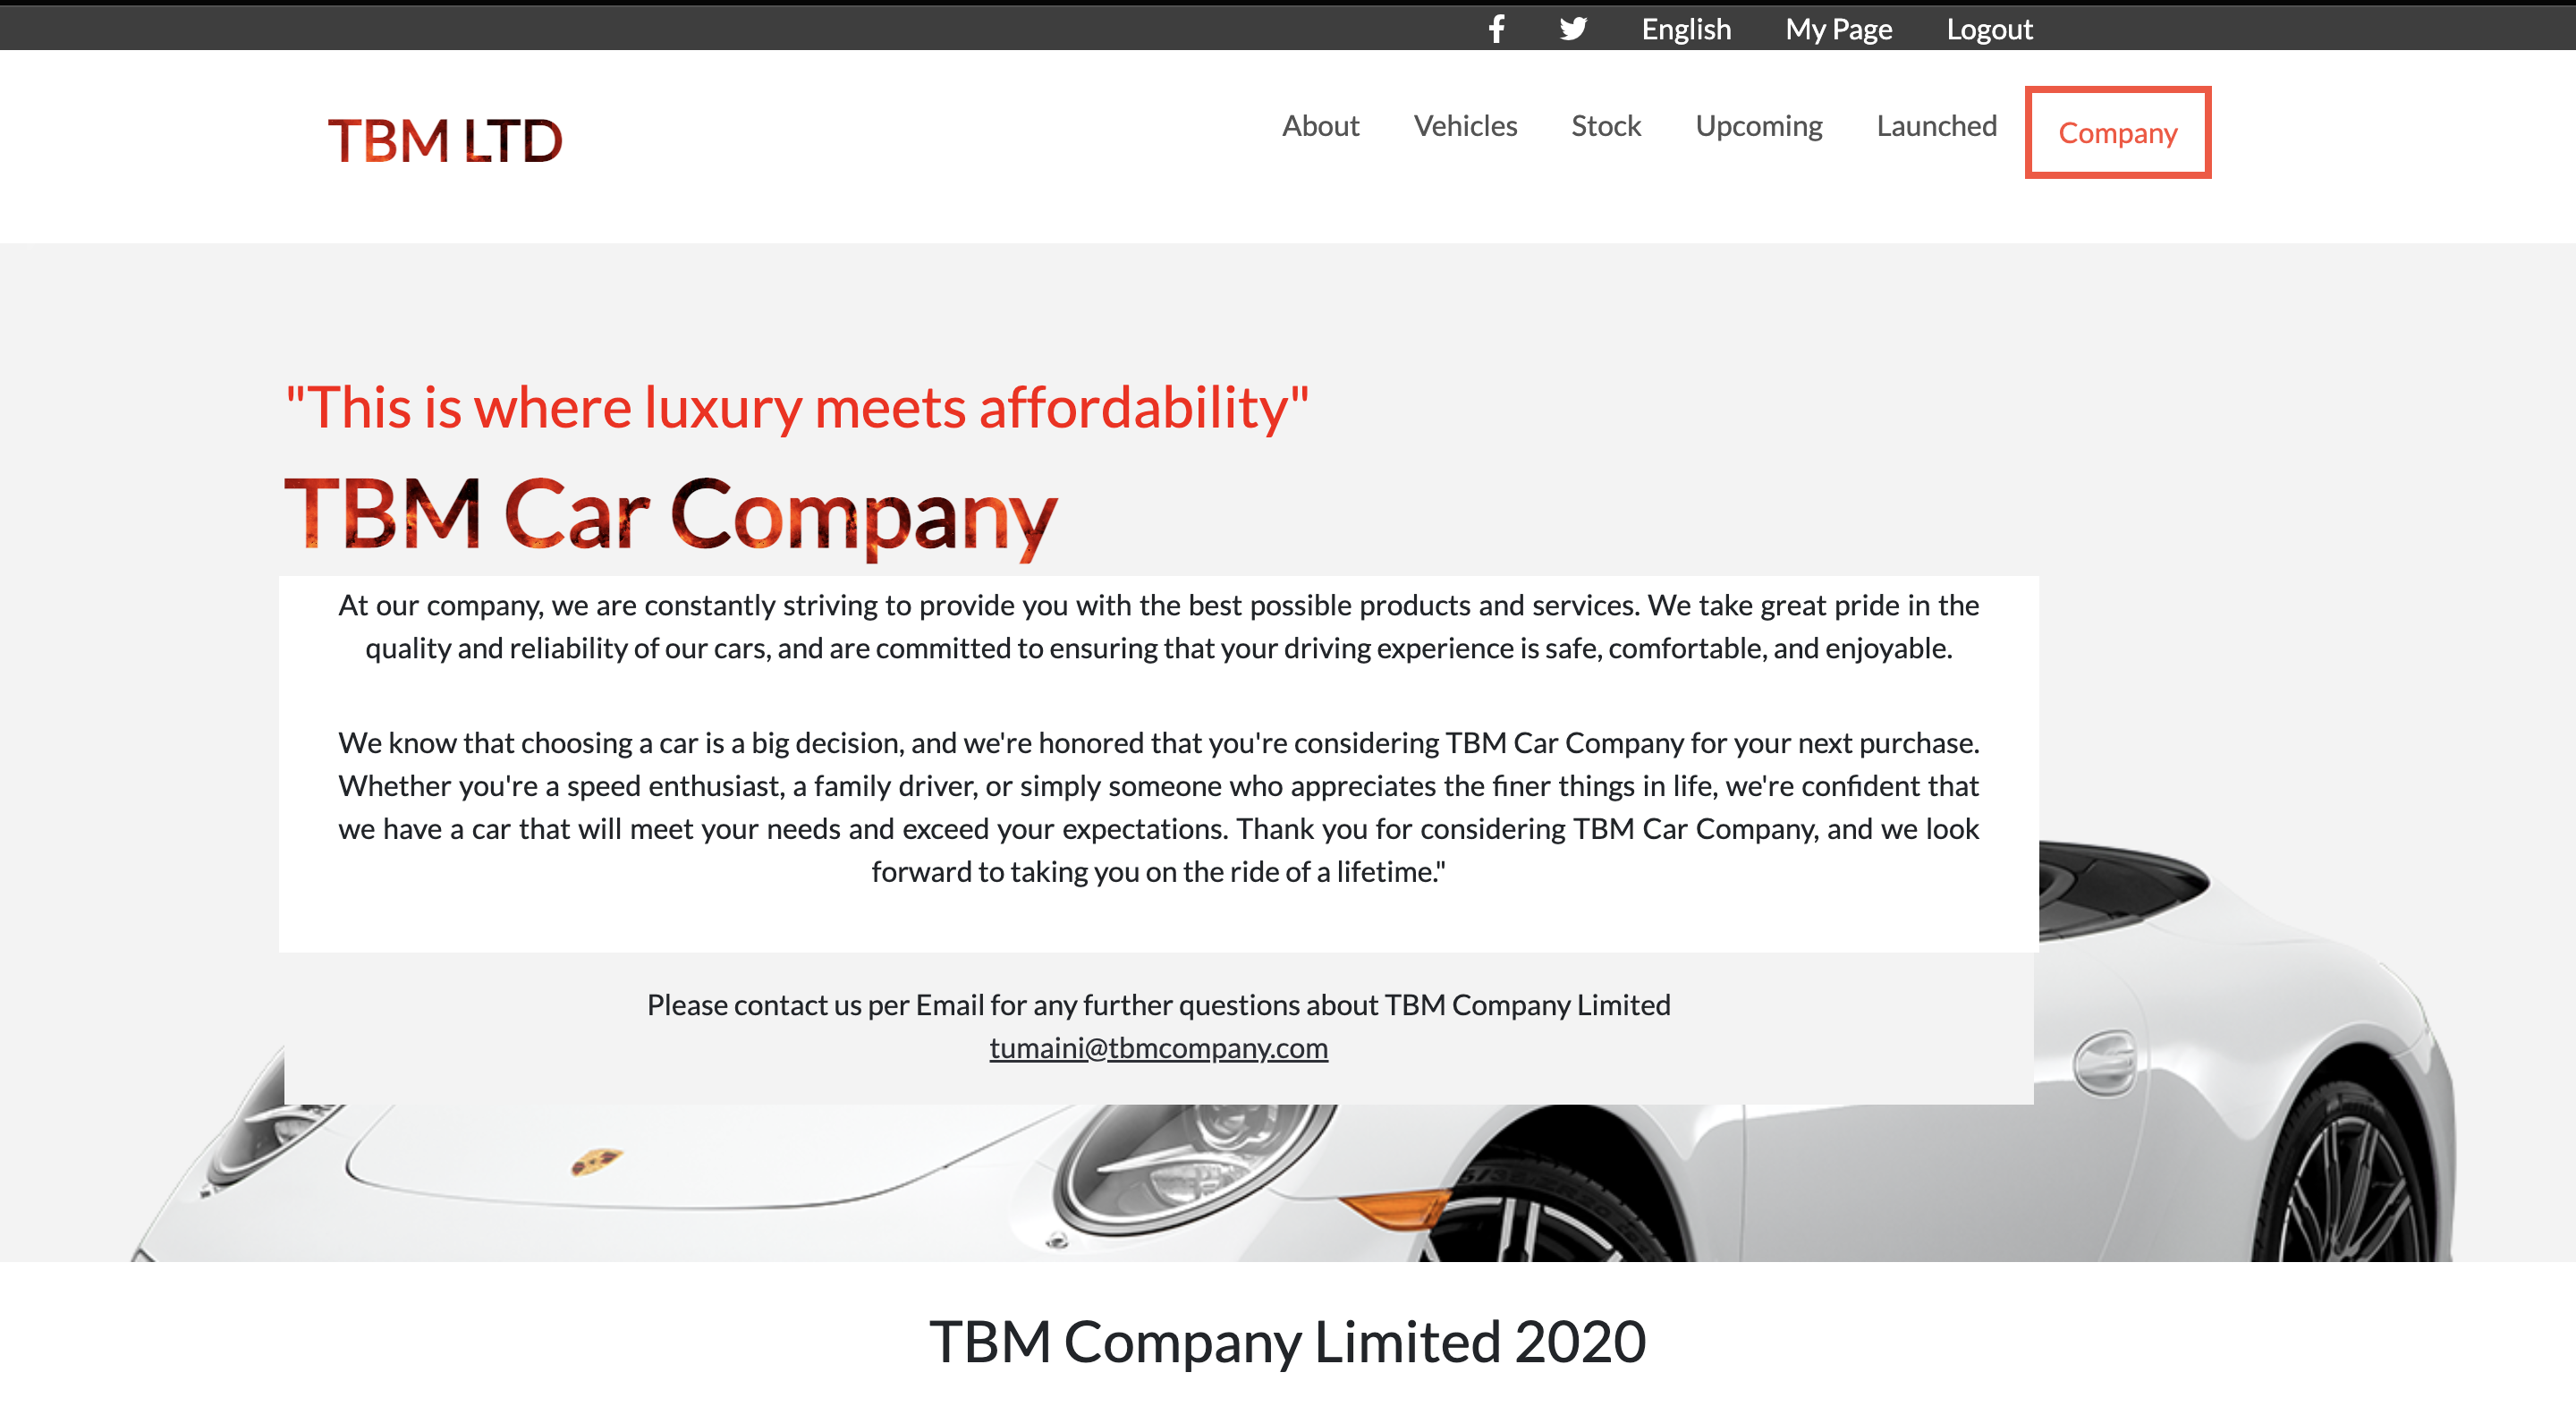 English My Page Logout
TBM LTD
About Vehicles Stock Upcoming Launched Company
"This is where luxury meets affordability"
TBM Car Company
At our company, we are constantly striving to provide you with the best possible products and services. We take great pride in the
quality and reliability of our cars, and are committed to ensuring that your driving experience is safe, comfortable, and enjoyable.
We know that choosing a car is a big decision, and we're honored that you're considering TBM Car Company for your next purchase.
Whether you're a speed enthusiast, a family driver, or simply someone who appreciates the finer things in life, we're confident that
we have a car that will meet your needs and exceed your expectations. Thank you for considering TBM Car Company, and we look
forward to taking you on the ride of a lifetime."
Please contact us per Email for any further questions about TBM Company Limited
tumaini@tbmcompany.com
TBM Company Limited 2020